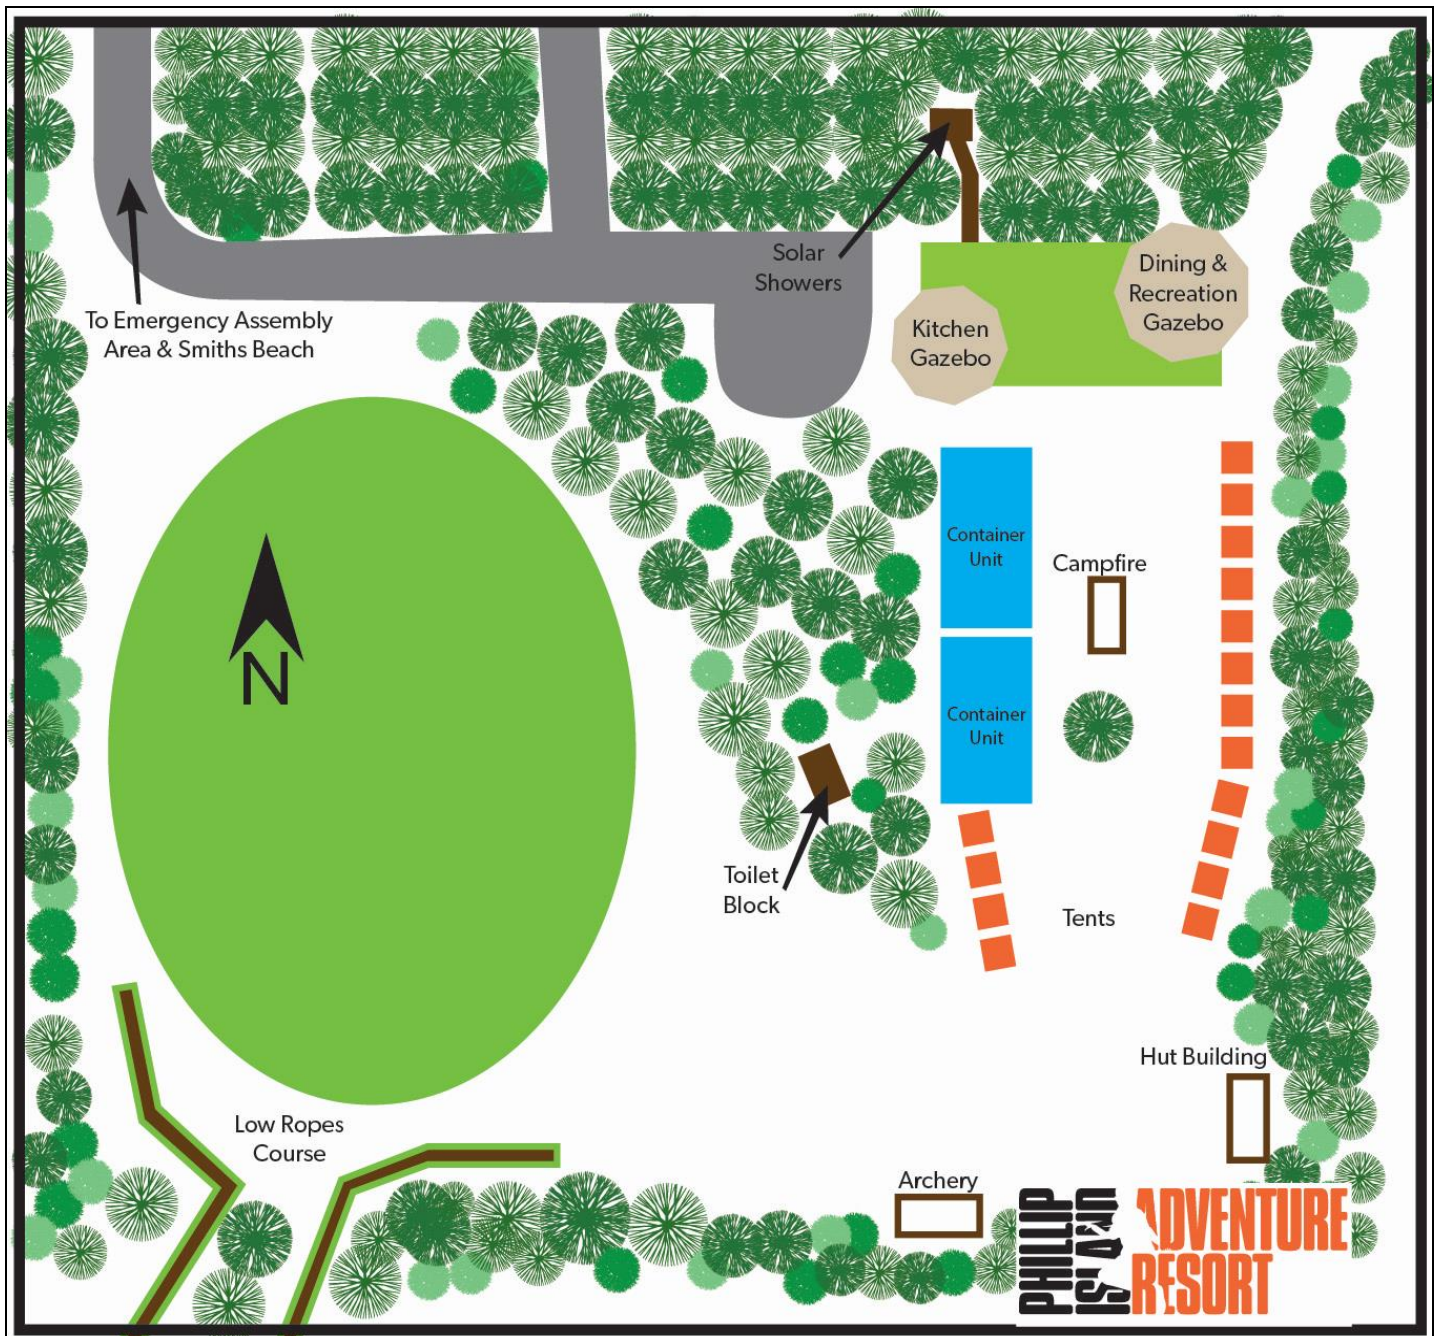 Solar
Showers
Dining &
Recreation
Gazebo
To Emergency Assembly
Area & Smiths Beach
Kitchen
Gazebo
Container
Unit
Campfire
N
Container
Unit
Toilet
Block
Tents
Hut Building
Low Ropes
Course
Archery
PHILLIP
ISLAND
ADVENTURE
RESORT